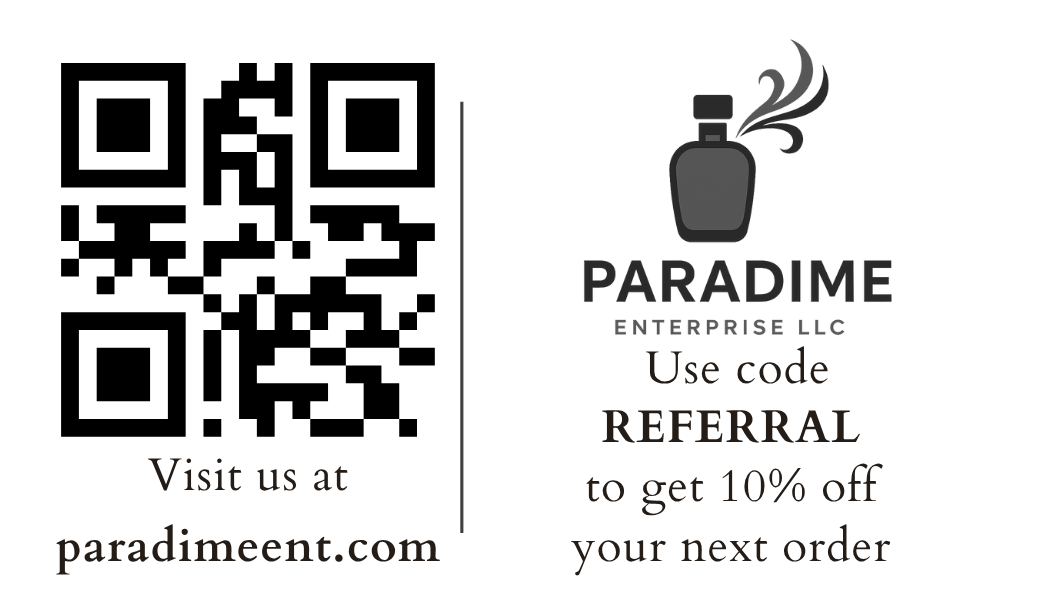 Visit us at
paradimeent.com
PARADIME
ENTERPRISE LLC
Use code
REFERRAL
to get 10% off
your next order